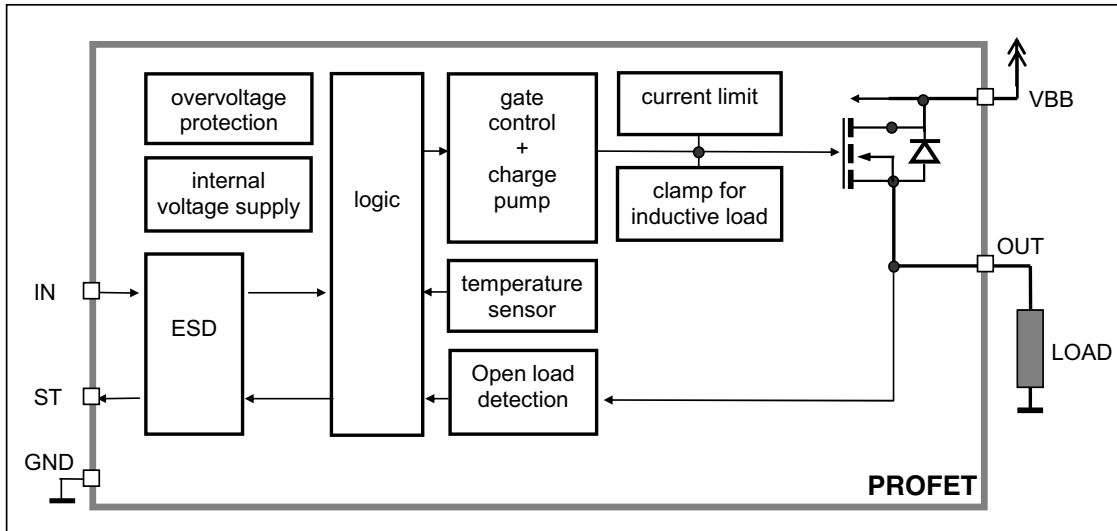 overvoltage
protection
internal
voltage supply
logic
gate
control
+
charge
pump
current limit
clamp for
inductive load
VBB
OUT
IN
ESD
temperature
sensor
LOAD
ST
Open load
detection
GND
PROFET